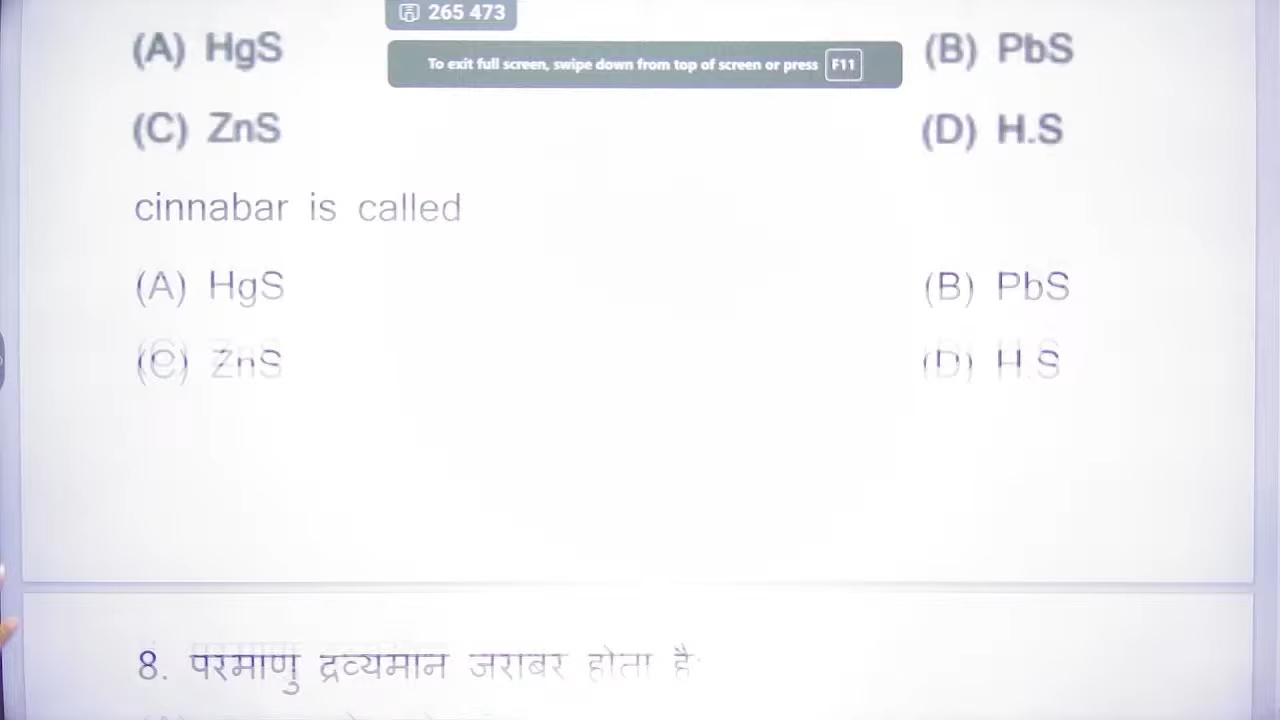 265 473
(A) HgS (B) PbS
To exit full screen, swipe down from top of screen or press F11
(C) ZnS (D) H.S
cinnabar is called
(A) HgS (B) PbS
(C) ZnS (D) H.S
8. परमाणु द्रव्यमान जराबर होता है